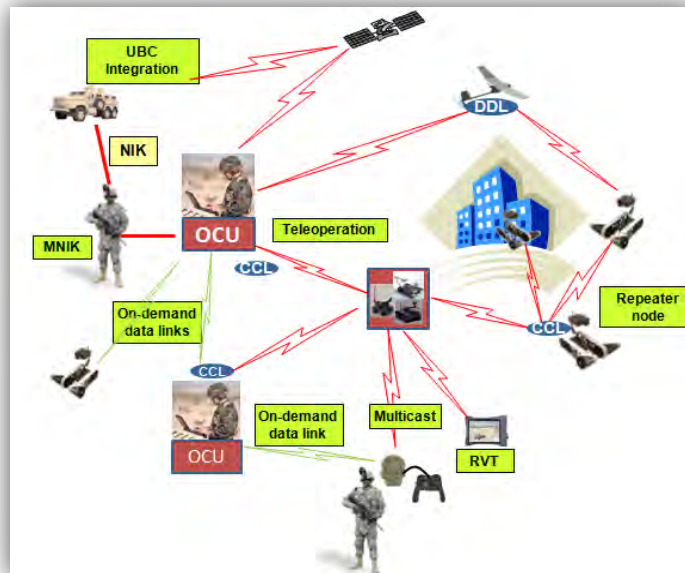 UBC
Integration
DDL
NIK
MNIK
OCU
Teleoperation
CCL
On-demand
data links
Repeater
node
CCL
CCL
OCU
On-demand
data link
Multicast
RVT